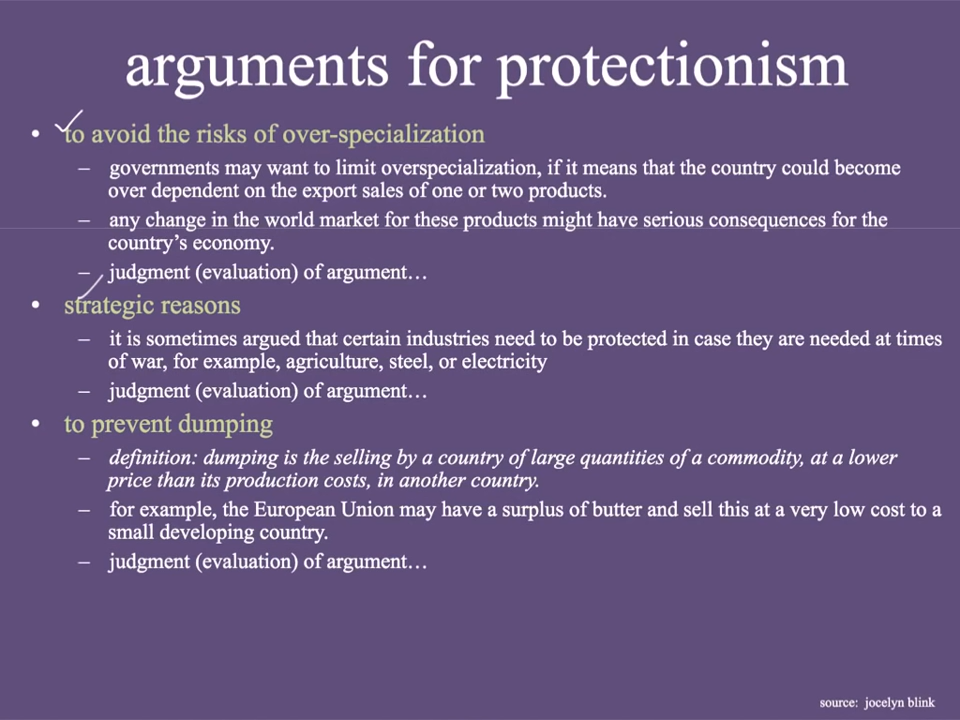 arguments for protectionism
• to avoid the risks of over-specialization
– governments may want to limit overspecialization, if it means that the country could become
over dependent on the export sales of one or two products.
– any change in the world market for these products might have serious consequences for the
country's economy.
– judgment (evaluation) of argument…
• strategic reasons
– it is sometimes argued that certain industries need to be protected in case they are needed at times
of war, for example, agriculture, steel, or electricity
– judgment (evaluation) of argument…
• to prevent dumping
– definition: dumping is the selling by a country of large quantities of a commodity, at a lower
price than its production costs, in another country.
– for example, the European Union may have a surplus of butter and sell this at a very low cost to a
small developing country.
– judgment (evaluation) of argument…
source: jocelyn blink